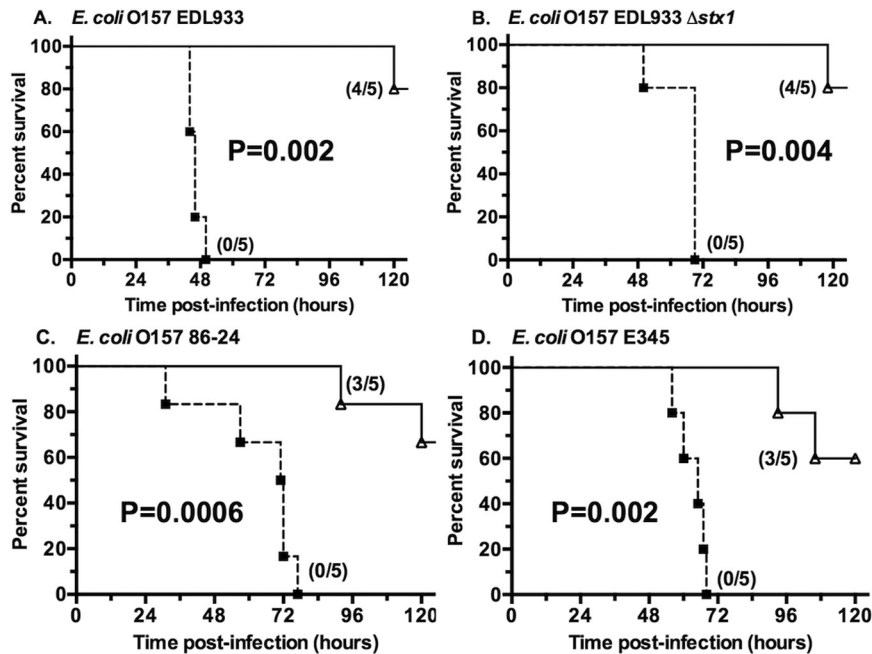 A. E. coli O157 EDL933
100
80
60
40
20
0
Percent survival
(4/5)
P=0.002
(0/5)
0 24 48 72 96 120
Time post-infection (hours)
B. E. coli O157 EDL933 Δstx1
100
80
60
40
20
0
Percent survival
(4/5)
P=0.004
(0/5)
0 24 48 72 96 120
Time post-infection (hours)
C. E. coli O157 86-24
100
80
60
40
20
0
Percent survival
(3/5)
P=0.0006
(0/5)
0 24 48 72 96 120
Time post-infection (hours)
D. E. coli O157 E345
100
80
60
40
20
0
Percent survival
(3/5)
P=0.002
(0/5)
0 24 48 72 96 120
Time post-infection (hours)